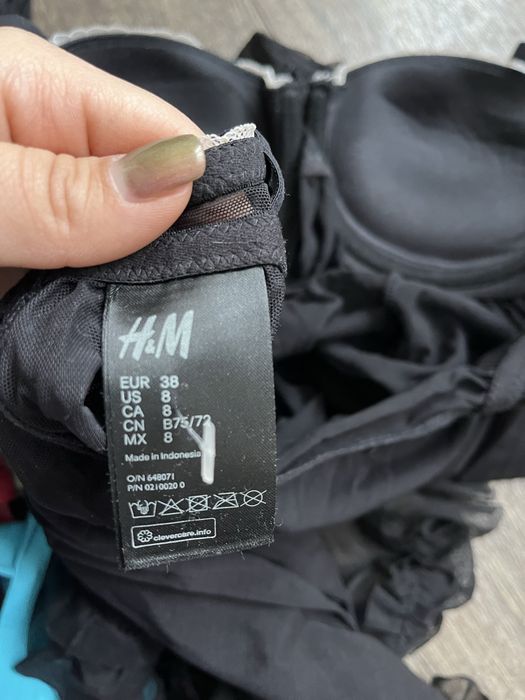 H&M
EUR 38
US 8
CA 8
CN B75/72
MX 8
Made in Indonesia
O/N 648071
P/N 0210020 0
clevercare.info